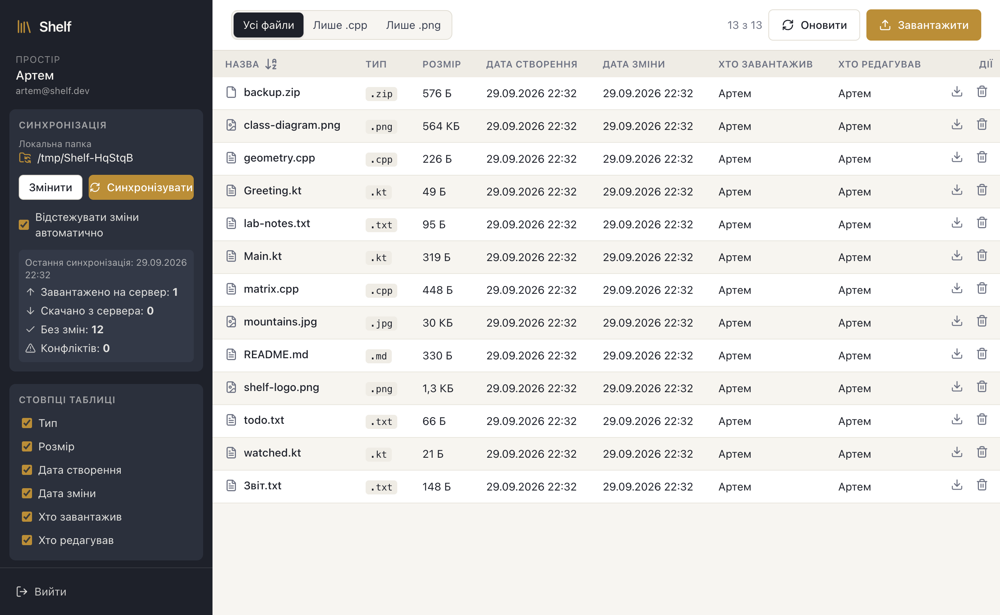 Shelf
ПРОСТІР
Артем
artem@shelf.dev
СИНХРОНІЗАЦІЯ
Локальна папка
/tmp/Shelf-HqStqB
Змінити Синхронізувати
Відстежувати зміни
автоматично
Остання синхронізація: 29.09.2026
22:32
Завантажено на сервер: 1
Скачано з сервера: 0
Без змін: 12
Конфліктів: 0
СТОВПЦІ ТАБЛИЦІ
Тип
Розмір
Дата створення
Дата зміни
Хто завантажив
Хто редагував
Вийти
Усі файли Лише .cpp Лише .png 13 з 13 Оновити Завантажити
НАЗВА ТИП РОЗМІР ДАТА СТВОРЕННЯ ДАТА ЗМІНИ ХТО ЗАВАНТАЖИВ ХТО РЕДАГУВАВ ДІЇ
backup.zip .zip 576 Б 29.09.2026 22:32 29.09.2026 22:32 Артем Артем
class-diagram.png .png 564 КБ 29.09.2026 22:32 29.09.2026 22:32 Артем Артем
geometry.cpp .cpp 226 Б 29.09.2026 22:32 29.09.2026 22:32 Артем Артем
Greeting.kt .kt 49 Б 29.09.2026 22:32 29.09.2026 22:32 Артем Артем
lab-notes.txt .txt 95 Б 29.09.2026 22:32 29.09.2026 22:32 Артем Артем
Main.kt .kt 319 Б 29.09.2026 22:32 29.09.2026 22:32 Артем Артем
matrix.cpp .cpp 448 Б 29.09.2026 22:32 29.09.2026 22:32 Артем Артем
mountains.jpg .jpg 30 КБ 29.09.2026 22:32 29.09.2026 22:32 Артем Артем
README.md .md 330 Б 29.09.2026 22:32 29.09.2026 22:32 Артем Артем
shelf-logo.png .png 1,3 КБ 29.09.2026 22:32 29.09.2026 22:32 Артем Артем
todo.txt .txt 66 Б 29.09.2026 22:32 29.09.2026 22:32 Артем Артем
watched.kt .kt 21 Б 29.09.2026 22:32 29.09.2026 22:32 Артем Артем
Звіт.txt .txt 148 Б 29.09.2026 22:32 29.09.2026 22:32 Артем Артем